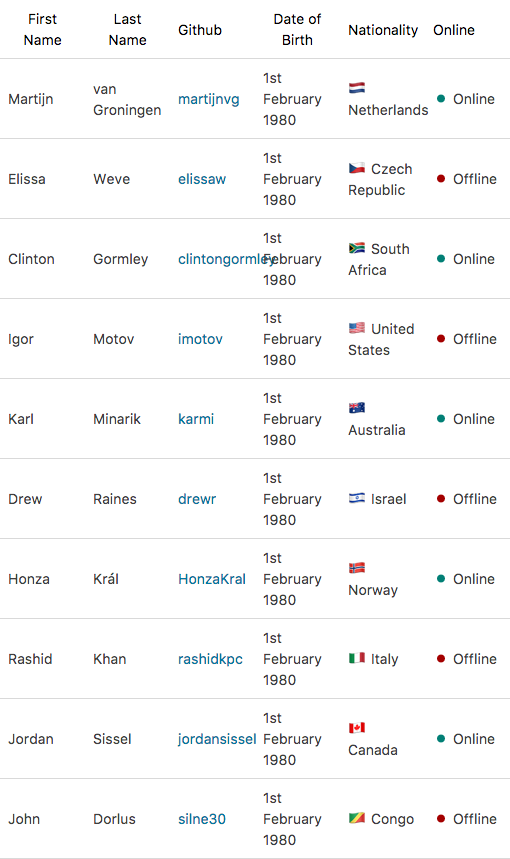 First Name	Last Name	Github	Date of Birth	Nationality	Online
Martijn	van Groningen	martijnvg	1st February 1980	Netherlands	Online
Elissa	Weve	elissaw	1st February 1980	Czech Republic	Offline
Clinton	Gormley	clintongormley	1st February 1980	South Africa	Online
Igor	Motov	imotov	1st February 1980	United States	Offline
Karl	Minarik	karmi	1st February 1980	Australia	Online
Drew	Raines	drewr	1st February 1980	Israel	Offline
Honza	Král	HonzaKral	1st February 1980	Norway	Online
Rashid	Khan	rashidkpc	1st February 1980	Italy	Offline
Jordan	Sissel	jordansissel	1st February 1980	Canada	Online
John	Dorlus	silne30	1st February 1980	Congo	Offline